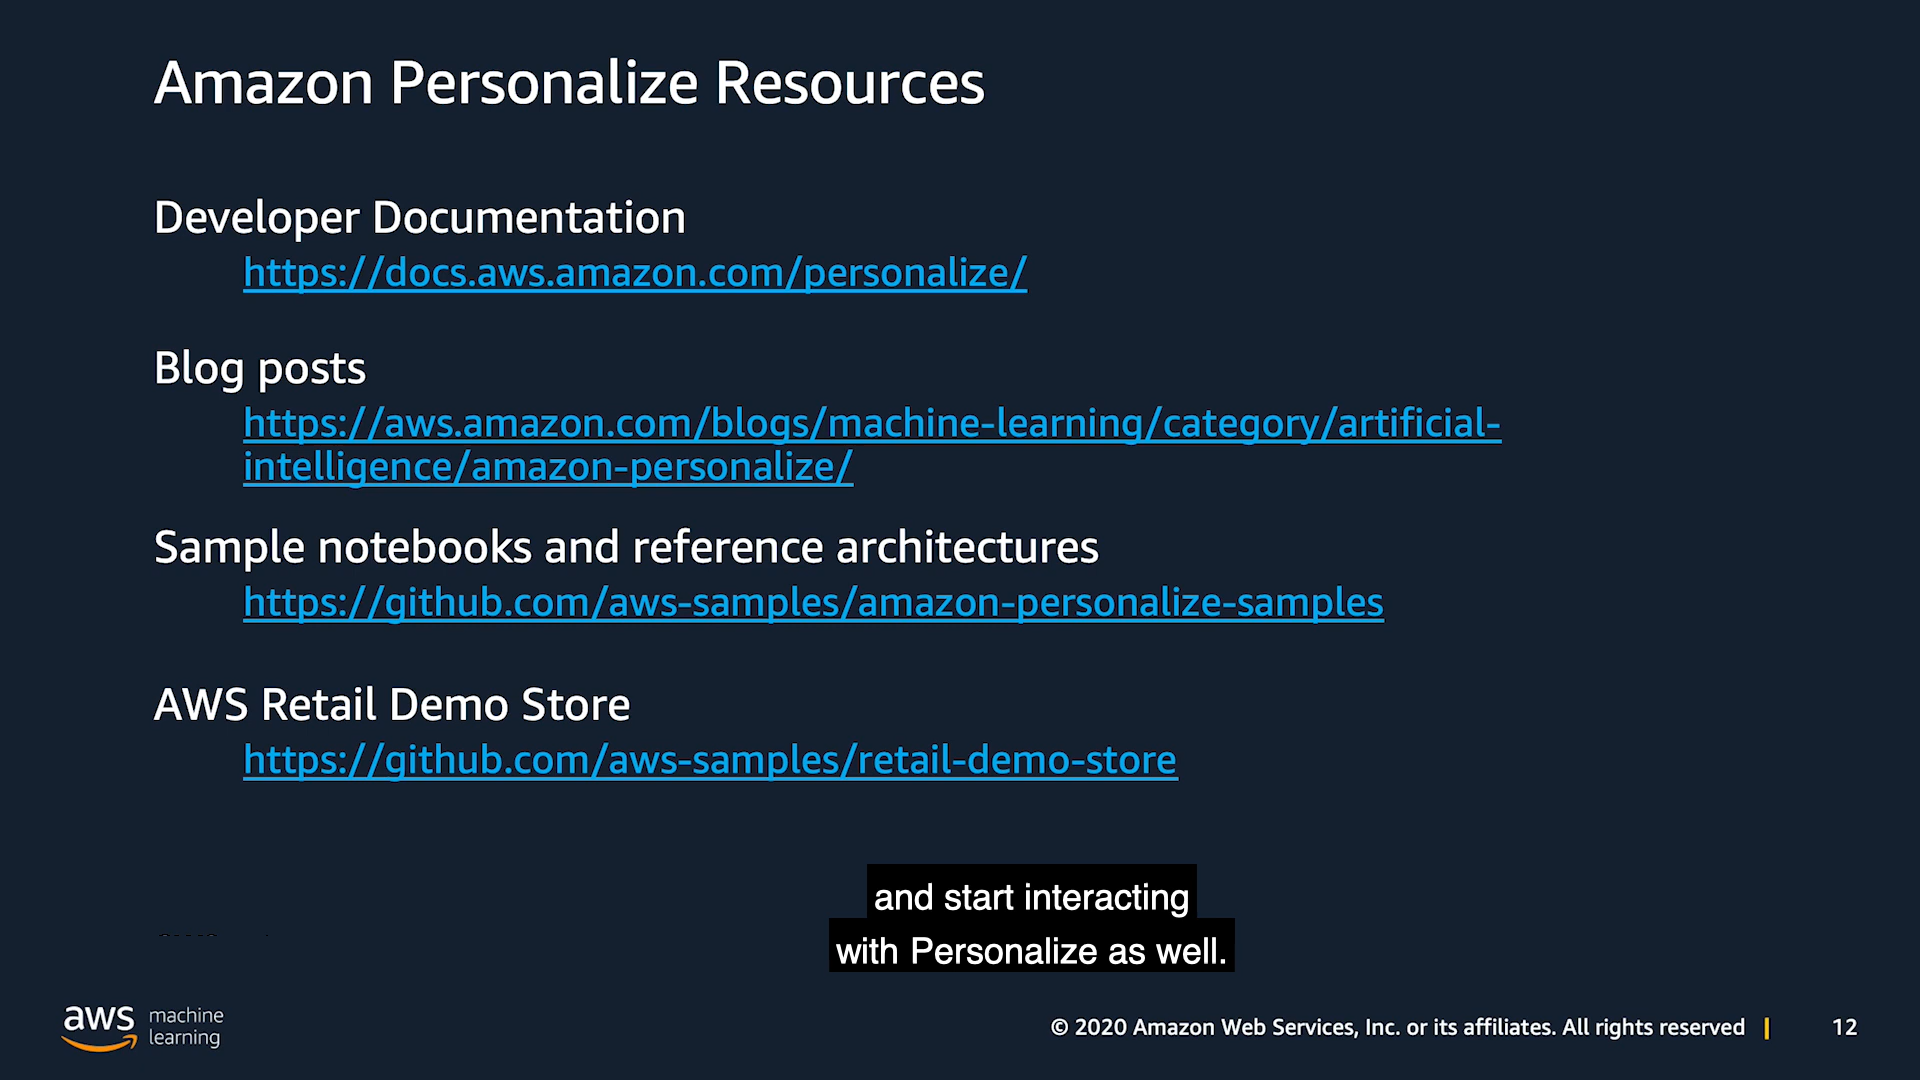 Amazon Personalize Resources
Developer Documentation
https://docs.aws.amazon.com/personalize/
Blog posts
https://aws.amazon.com/blogs/machine-learning/category/artificial-
intelligence/amazon-personalize/
Sample notebooks and reference architectures
https://github.com/aws-samples/amazon-personalize-samples
AWS Retail Demo Store
https://github.com/aws-samples/retail-demo-store
and start interacting
with Personalize as well.
aws machine
learning
© 2020 Amazon Web Services, Inc. or its affiliates. All rights reserved | 12